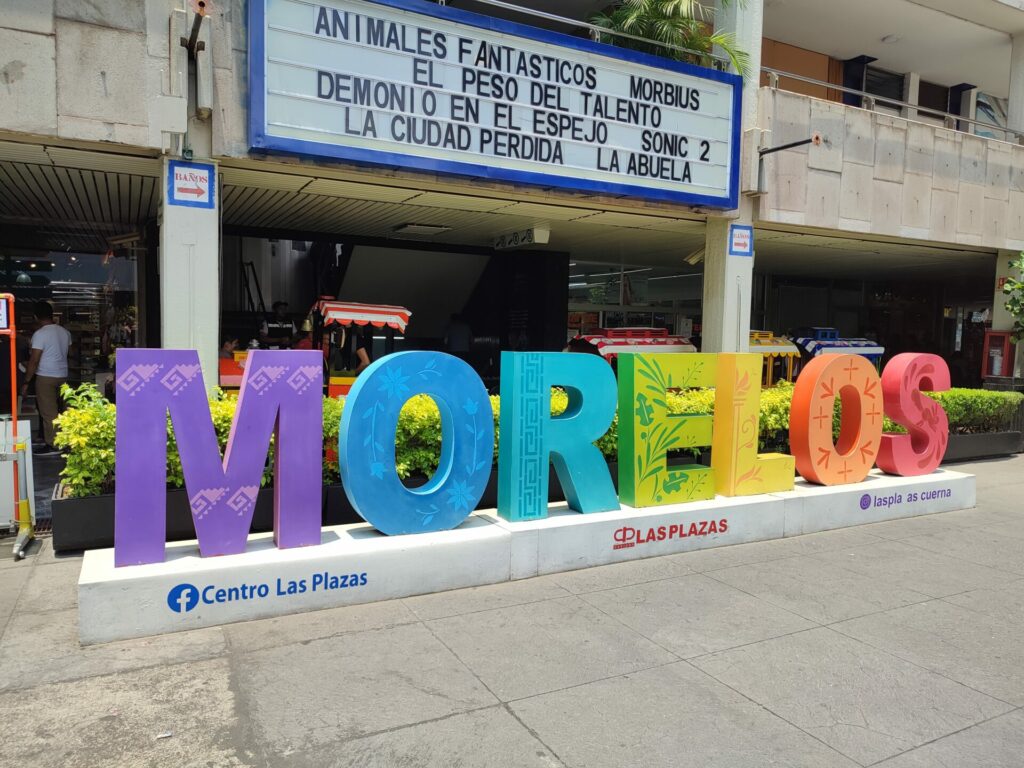 ANIMALES FANTASTICOS MORBIUS
EL PESO DEL TALENTO
DEMONIO EN EL ESPEJO SONIC 2
LA CIUDAD PERDIDA LA ABUELA
BAÑOS
BAÑOS
MORELOS
Centro Las Plazas
LAS PLAZAS
laspla as cuerna